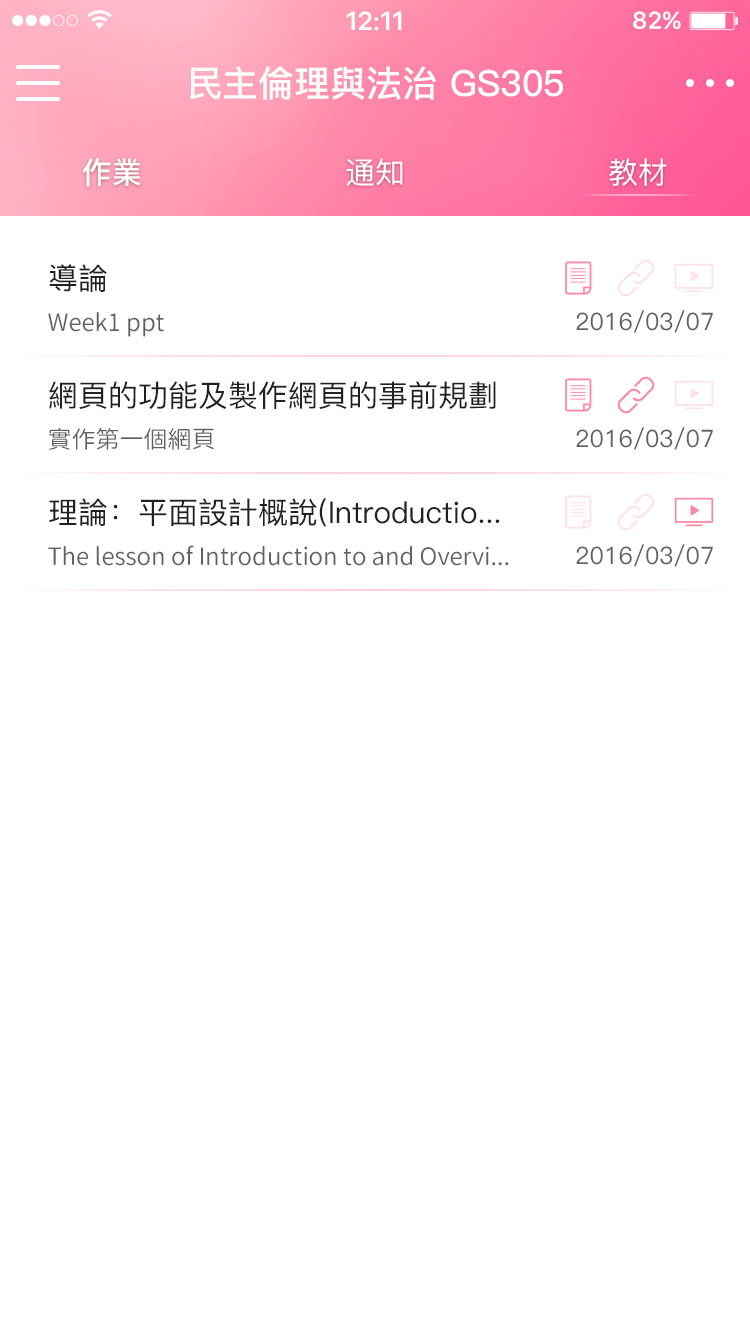 12:11
82%
民主倫理與法治 GS305
作業
通知
教材
導論
Week1 ppt
2016/03/07
網頁的功能及製作網頁的事前規劃
實作第一個網頁
2016/03/07
理論：平面設計概說(Introductio...
The lesson of Introduction to and Overvi...
2016/03/07